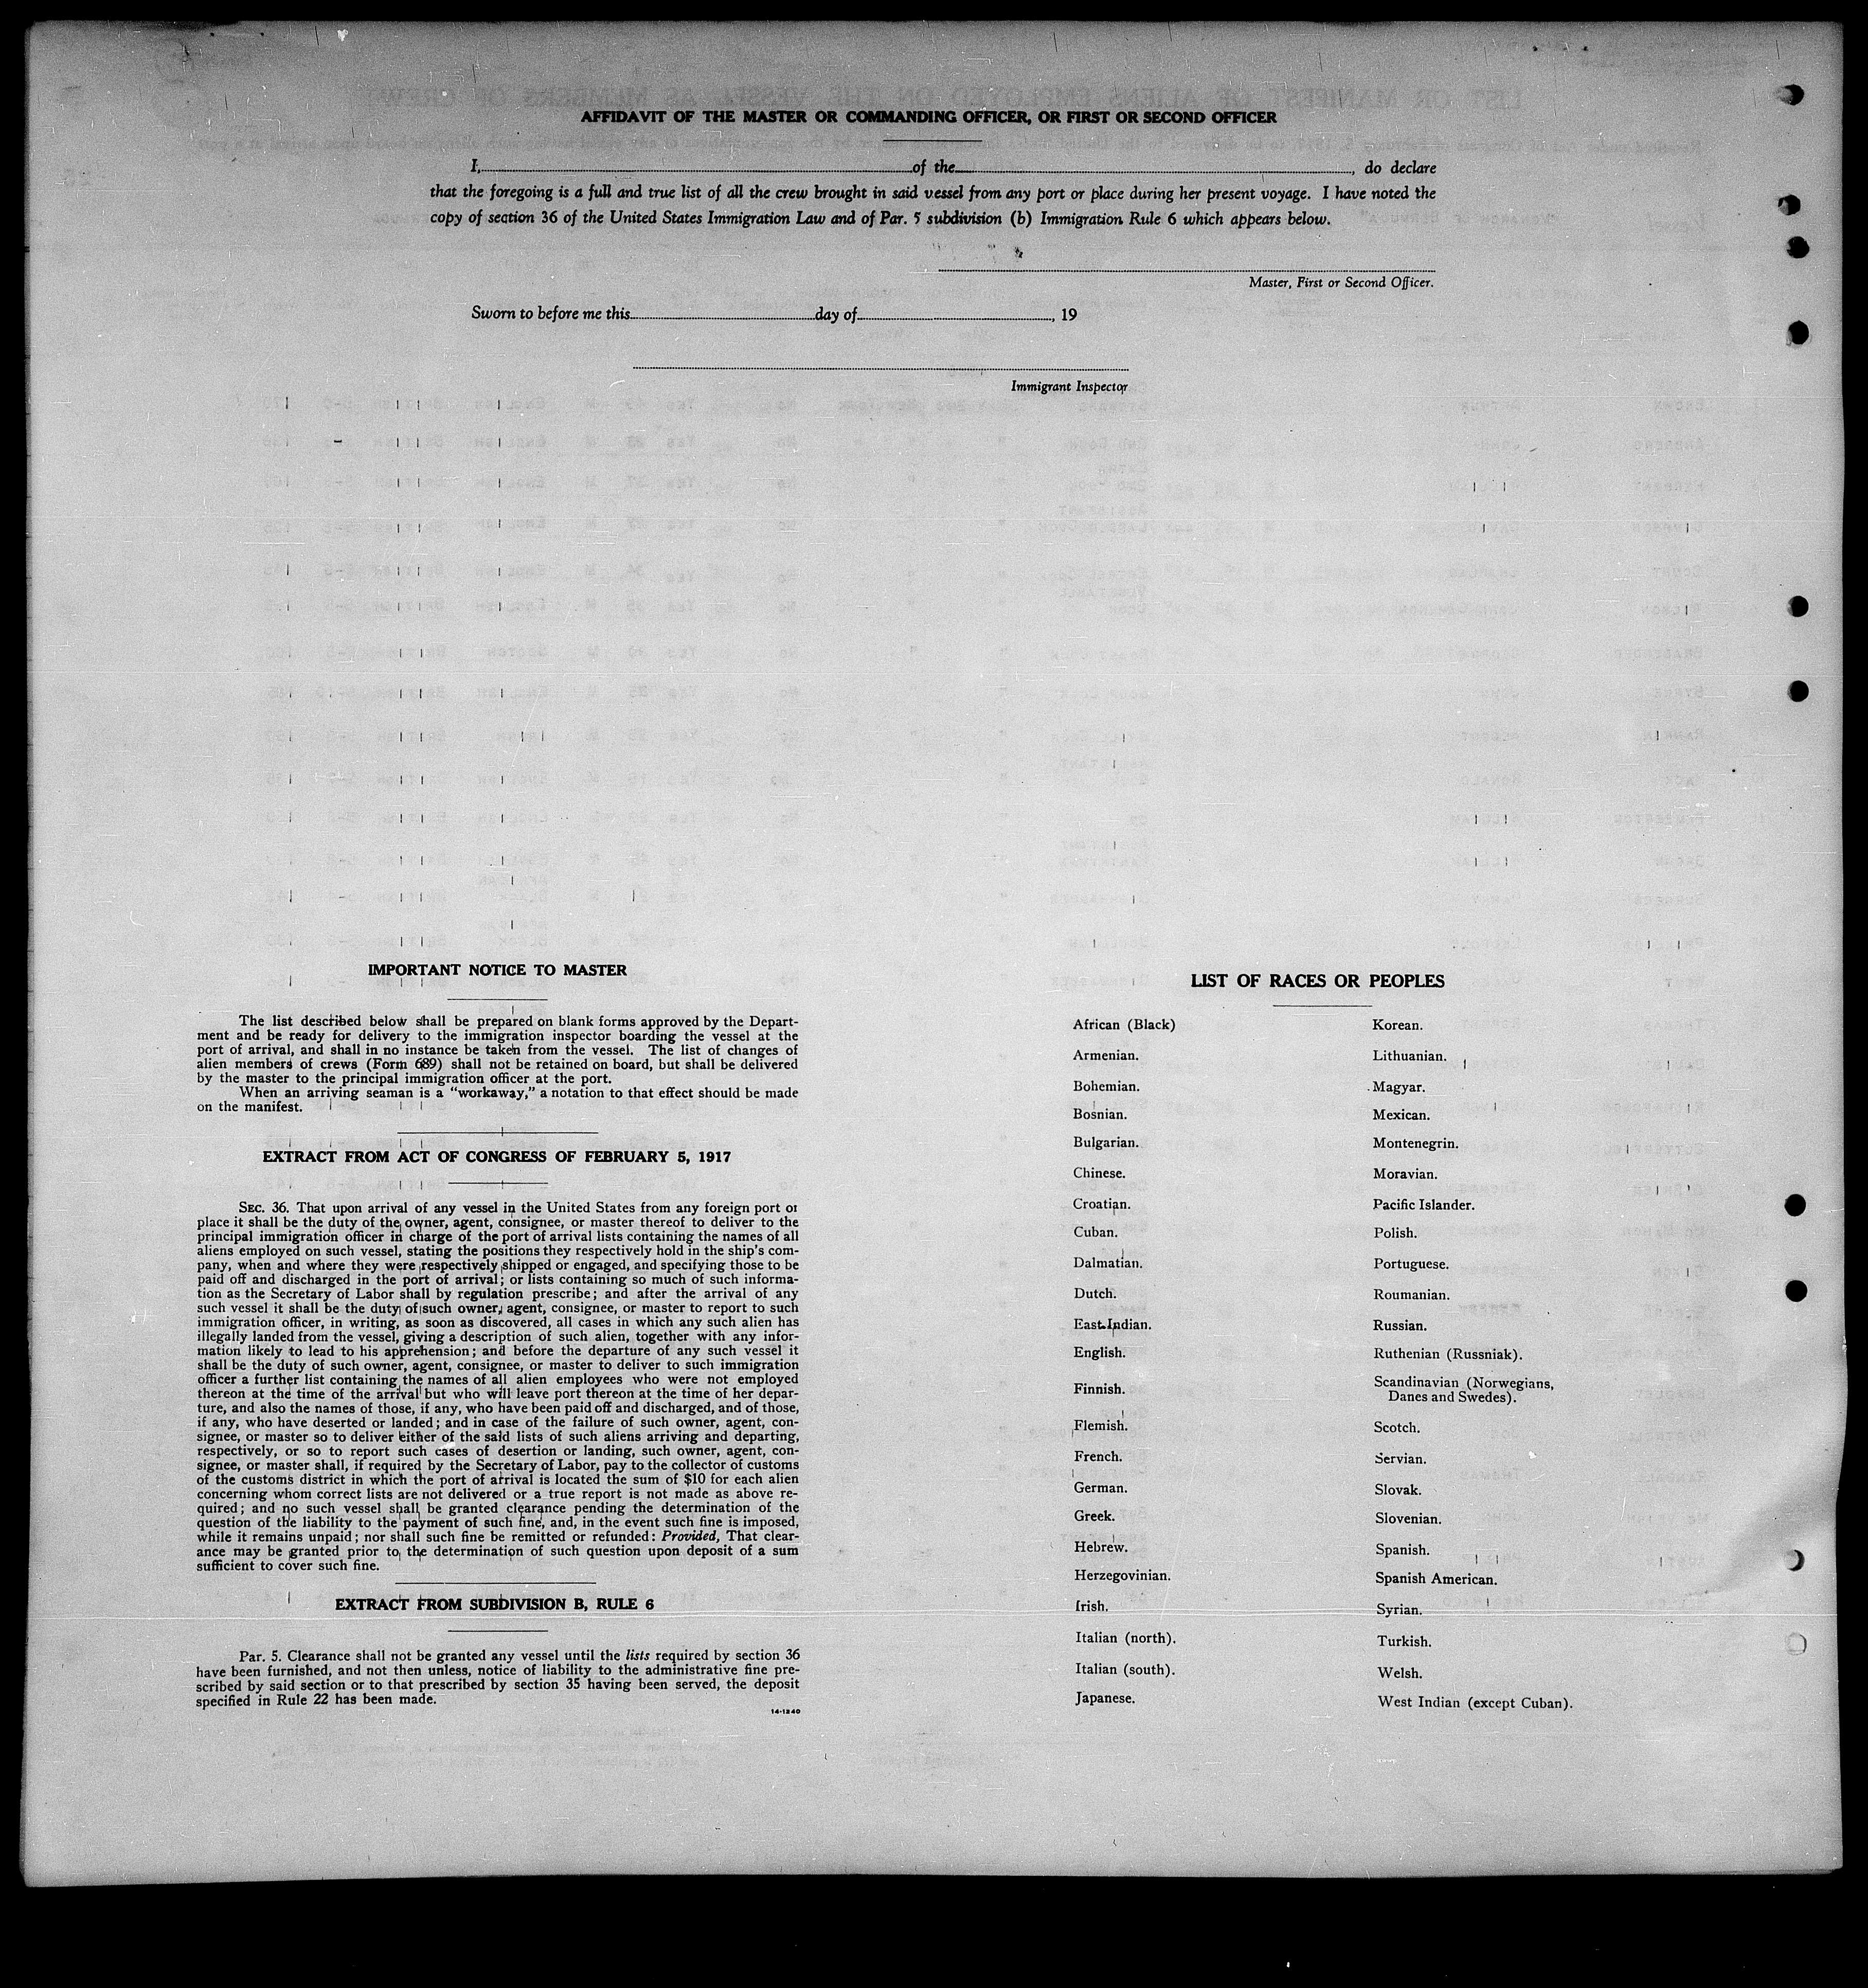 AFFIDAVIT OF THE MASTER OR COMMANDING OFFICER, OR FIRST OR SECOND OFFICER
I, of the , do declare
that the foregoing is a full and true list of all the crew brought in said vessel from any port or place during her present voyage. I have noted the
copy of section 36 of the United States Immigration Law and of Par. 5 subdivision (b) Immigration Rule 6 which appears below.
Master, First or Second Officer.
Sworn to before me this day of , 19
Immigrant Inspector
IMPORTANT NOTICE TO MASTER
The list described below shall be prepared on blank forms approved by the Depart-
ment and be ready for delivery to the immigration inspector boarding the vessel at the
port of arrival, and shall in no instance be taken from the vessel. The list of changes of
alien members of crews (Form 689) shall not be retained on board, but shall be delivered
by the master to the principal immigration officer at the port.
When an arriving seaman is a "workaway," a notation to that effect should be made
on the manifest.
EXTRACT FROM ACT OF CONGRESS OF FEBRUARY 5, 1917
SEC. 36. That upon arrival of any vessel in the United States from any foreign port or
place it shall be the duty of the owner, agent, consignee, or master thereof to deliver to the
principal immigration officer in charge of the port of arrival lists containing the names of all
aliens employed on such vessel, stating the positions they respectively hold in the ship's com-
pany, when and where they were respectively shipped or engaged, and specifying those to be
paid off and discharged in the port of arrival; or lists containing so much of such informa-
tion as the Secretary of Labor shall by regulation prescribe; and after the arrival of any
such vessel it shall be the duty of such owner, agent, consignee, or master to report to such
immigration officer, in writing, as soon as discovered, all cases in which any such alien has
illegally landed from the vessel, giving a description of such alien, together with any infor-
mation likely to lead to his apprehension; and before the departure of any such vessel it
shall be the duty of such owner, agent, consignee, or master to deliver to such immigration
officer a further list containing the names of all alien employees who were not employed
thereon at the time of the arrival but who will leave port thereon at the time of her depar-
ture, and also the names of those, if any, who have been paid off and discharged, and of those,
if any, who have deserted or landed; and in case of the failure of such owner, agent, con-
signee, or master so to deliver either of the said lists of such aliens arriving and departing,
respectively, or so to report such cases of desertion or landing, such owner, agent, con-
signee, or master shall, if required by the Secretary of Labor, pay to the collector of customs
of the customs district in which the port of arrival is located the sum of $10 for each alien
concerning whom correct lists are not delivered or a true report is not made as above re-
quired; and no such vessel shall be granted clearance pending the determination of the
question of the liability to the payment of such fine, and, in the event such fine is imposed,
while it remains unpaid; nor shall such fine be remitted or refunded: Provided, That clear-
ance may be granted prior to the determination of such question upon deposit of a sum
sufficient to cover such fine.
EXTRACT FROM SUBDIVISION B, RULE 6
Par. 5. Clearance shall not be granted any vessel until the lists required by section 36
have been furnished, and not then unless, notice of liability to the administrative fine pre-
scribed by said section or to that prescribed by section 35 having been served, the deposit
specified in Rule 22 has been made.
14-1240
LIST OF RACES OR PEOPLES
African (Black)
Armenian.
Bohemian.
Bosnian.
Bulgarian.
Chinese.
Croatian.
Cuban.
Dalmatian.
Dutch.
East Indian.
English.
Finnish.
Flemish.
French.
German.
Greek.
Hebrew.
Herzegovinian.
Irish.
Italian (north).
Italian (south).
Japanese.
Korean.
Lithuanian.
Magyar.
Mexican.
Montenegrin.
Moravian.
Pacific Islander.
Polish.
Portuguese.
Roumanian.
Russian.
Ruthenian (Russniak).
Scandinavian (Norwegians,
Danes and Swedes).
Scotch.
Servian.
Slovak.
Slovenian.
Spanish.
Spanish American.
Syrian.
Turkish.
Welsh.
West Indian (except Cuban).